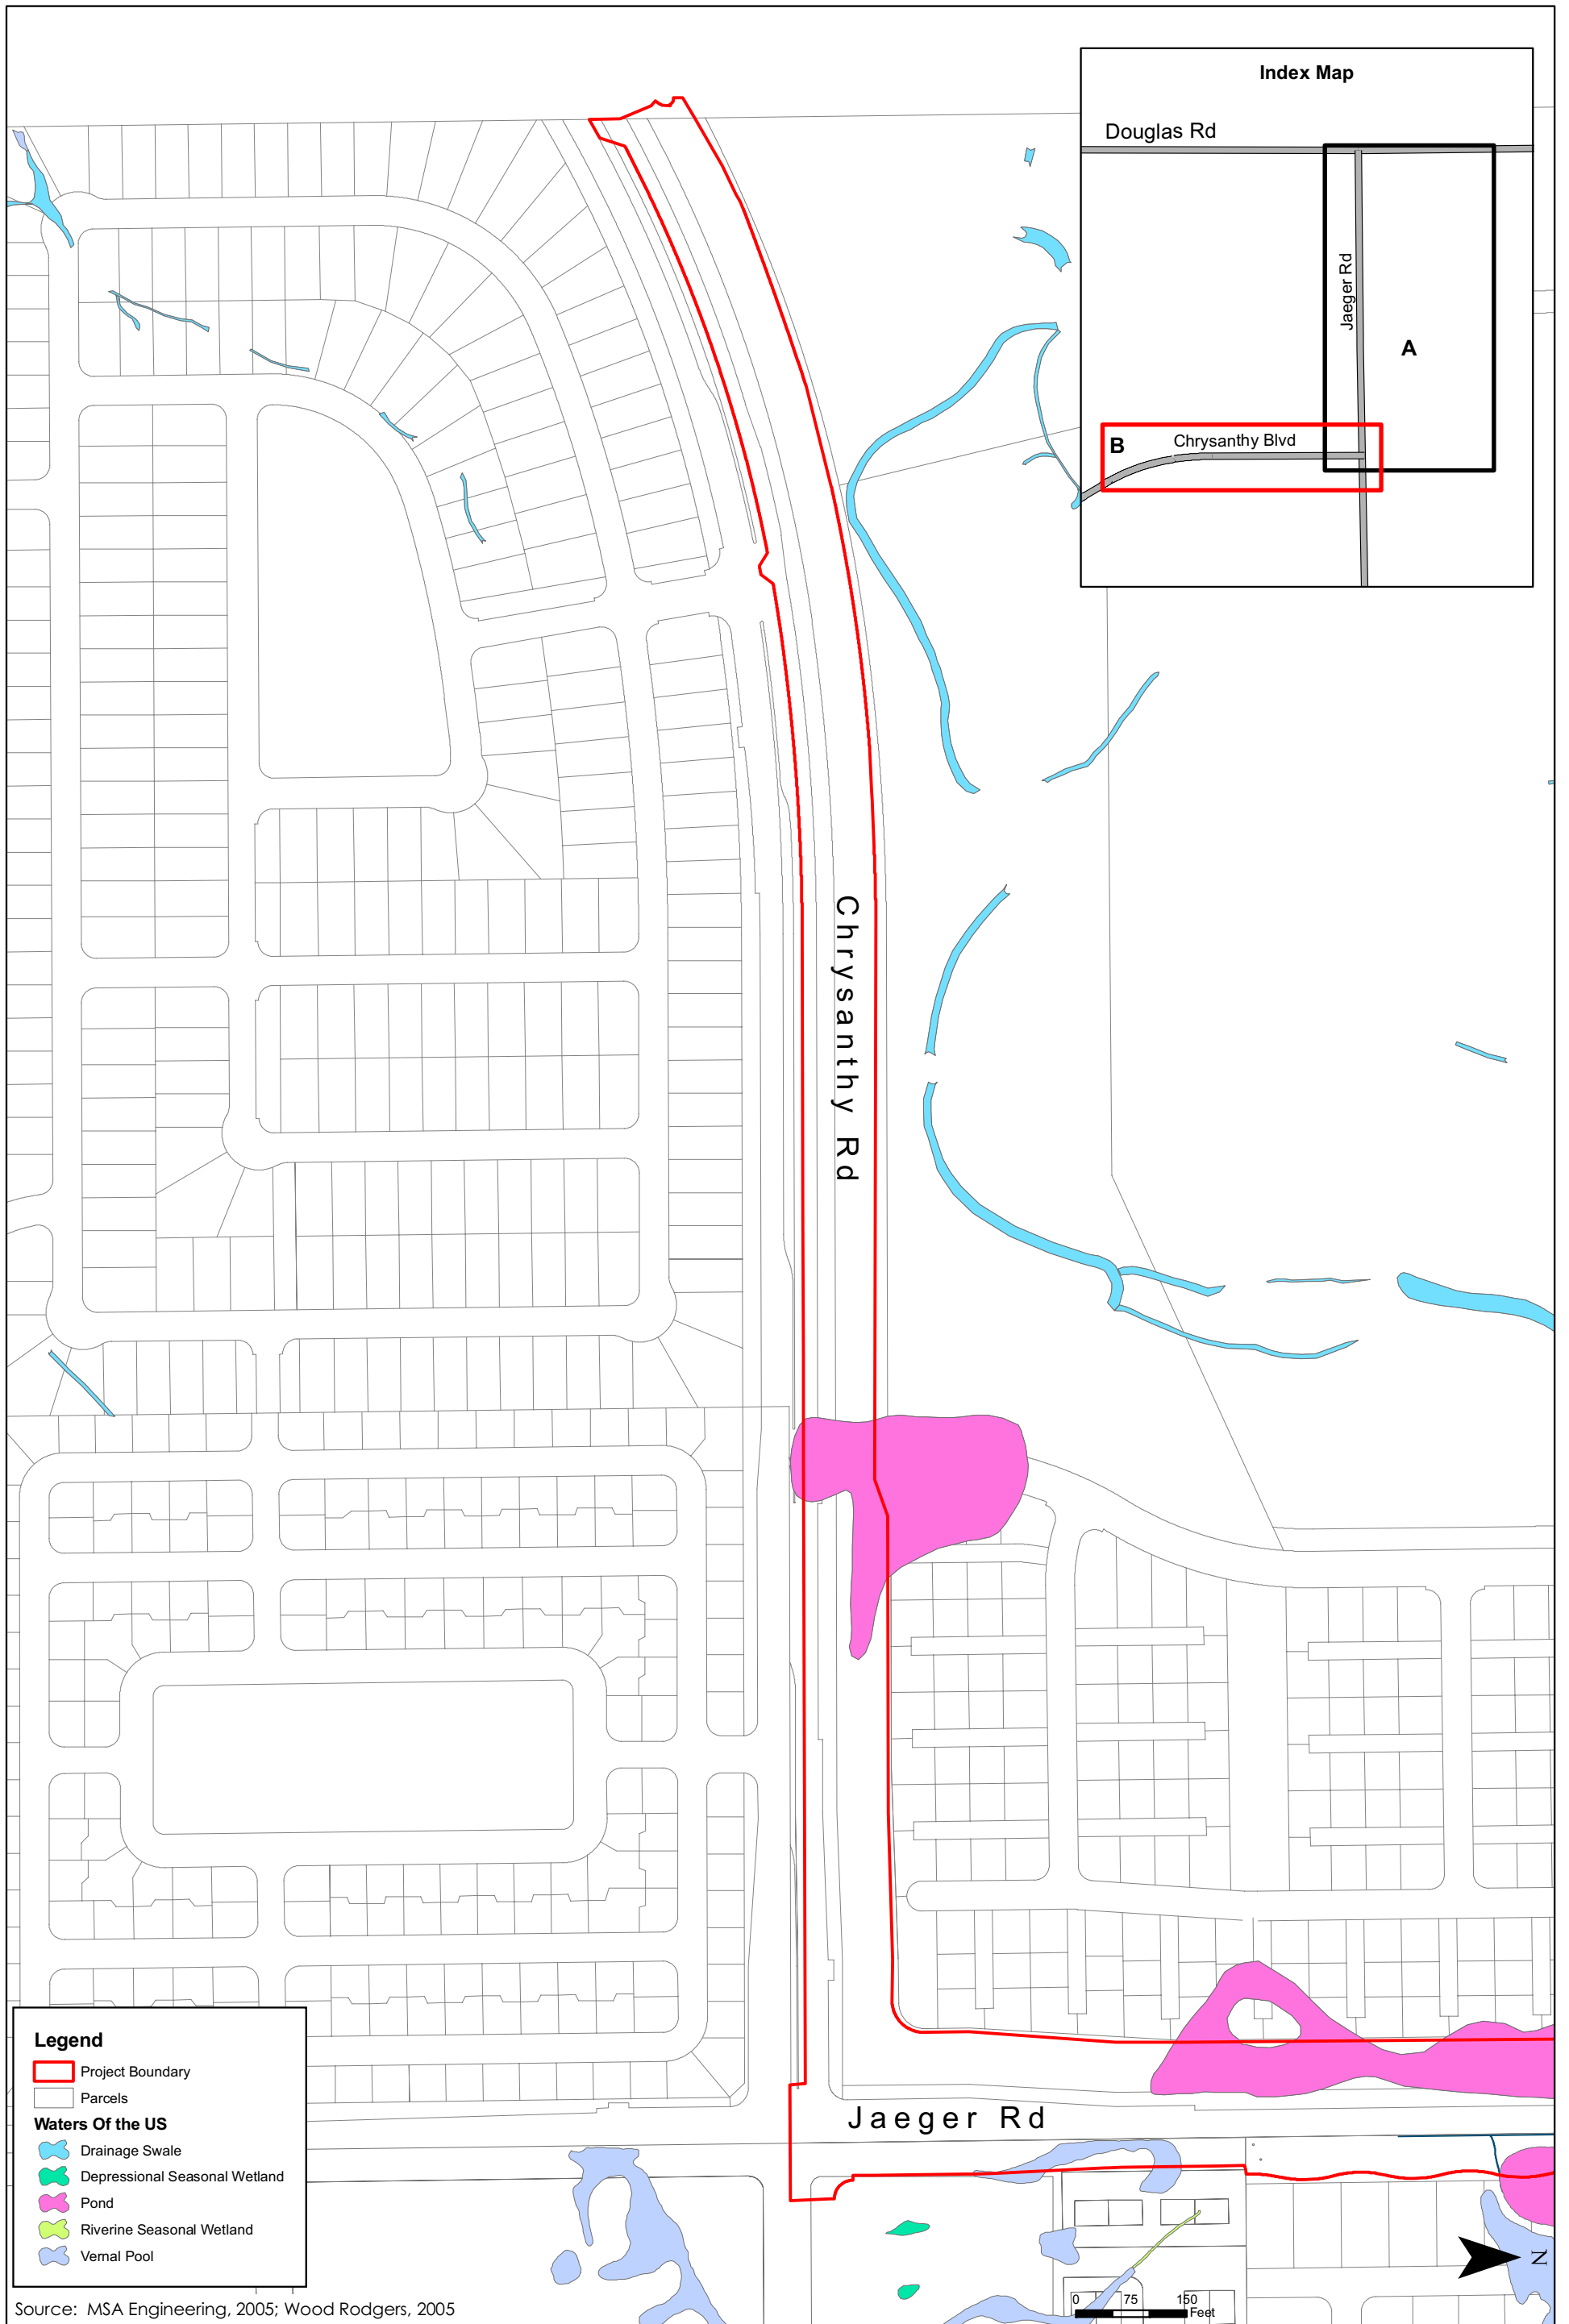 Index Map
Douglas Rd
Jaeger Rd
A
B
Chrysanthy Blvd
Chrysanthy Rd
Jaeger Rd
Legend
Project Boundary
Parcels
Waters Of the US
Drainage Swale
Depressional Seasonal Wetland
Pond
Riverine Seasonal Wetland
Vernal Pool
N
0 75 150
Feet
Source: MSA Engineering, 2005; Wood Rodgers, 2005